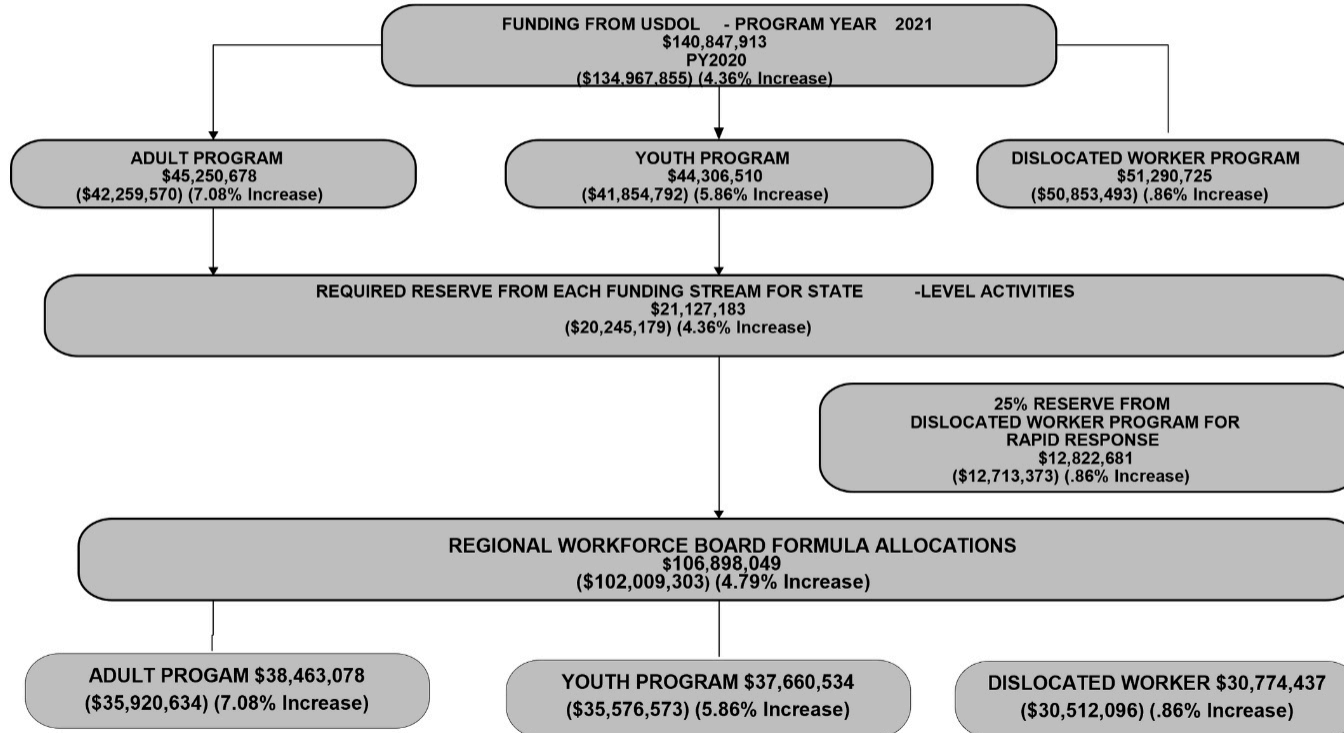 FUNDING FROM USDOL - PROGRAM YEAR 2021
$140,847,913
PY2020
($134,967,855) (4.36% Increase)
ADULT PROGRAM
$45,250,678
($42,259,570) (7.08% Increase)
YOUTH PROGRAM
$44,306,510
($41,854,792) (5.86% Increase)
DISLOCATED WORKER PROGRAM
$51,290,725
($50,853,493) (.86% Increase)
REQUIRED RESERVE FROM EACH FUNDING STREAM FOR STATE -LEVEL ACTIVITIES
$21,127,183
($20,245,179) (4.36% Increase)
25% RESERVE FROM
DISLOCATED WORKER PROGRAM FOR
RAPID RESPONSE
$12,822,681
($12,713,373) (.86% Increase)
REGIONAL WORKFORCE BOARD FORMULA ALLOCATIONS
$106,898,049
($102,009,303) (4.79% Increase)
ADULT PROGAM $38,463,078
($35,920,634) (7.08% Increase)
YOUTH PROGRAM $37,660,534
($35,576,573) (5.86% Increase)
DISLOCATED WORKER $30,774,437
($30,512,096) (.86% Increase)